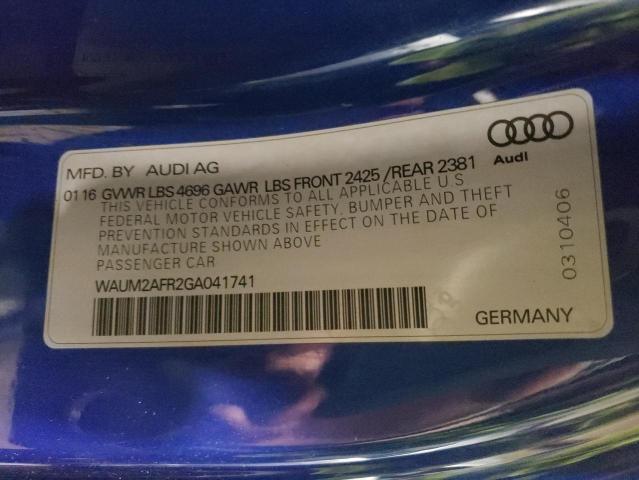 MFD. BY AUDI AG
0116 GVWR LBS 4696 GAWR LBS FRONT 2425 /REAR 2381
THIS VEHICLE CONFORMS TO ALL APPLICABLE U.S
FEDERAL MOTOR VEHICLE SAFETY, BUMPER AND THEFT
PREVENTION STANDARDS IN EFFECT ON THE DATE OF
MANUFACTURE SHOWN ABOVE
PASSENGER CAR
WAUM2AFR2GA041741
Audi
0310406
GERMANY